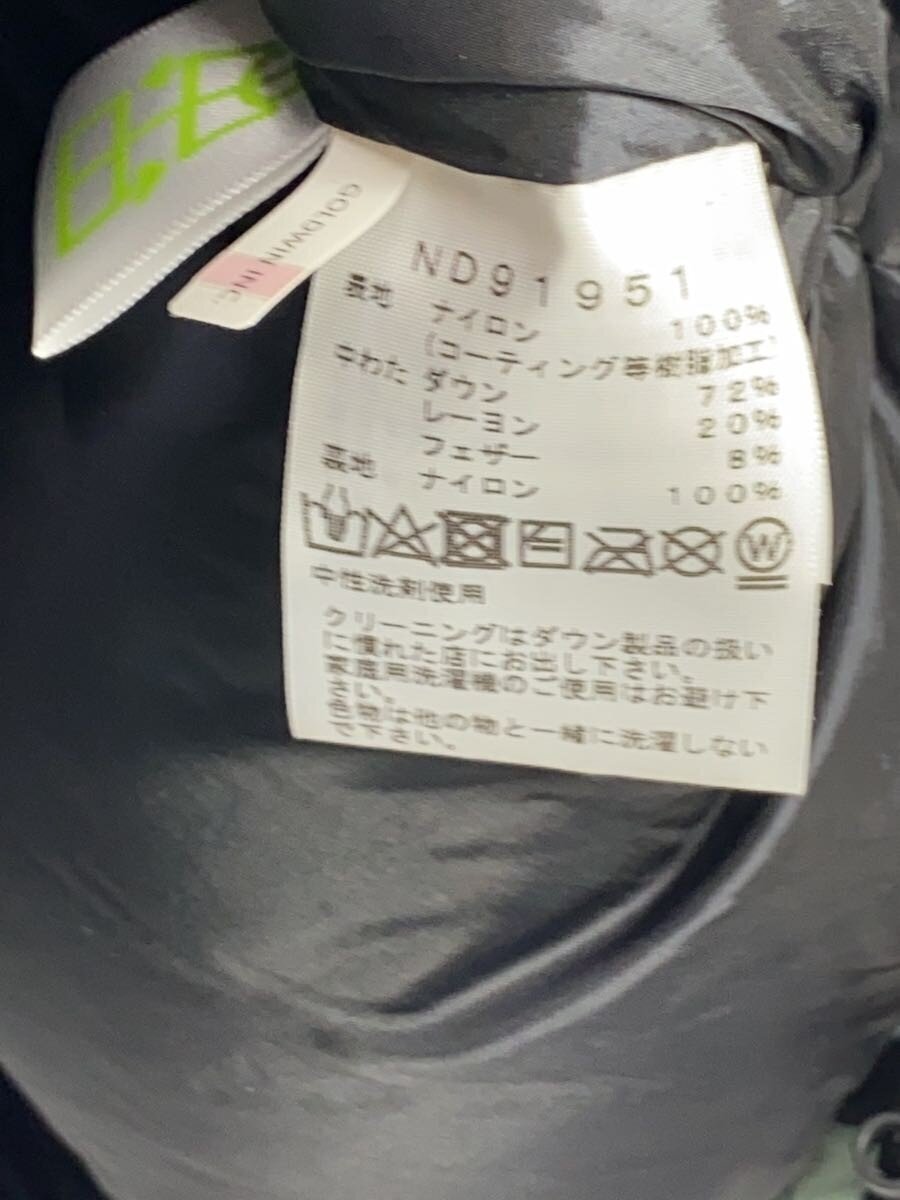 GOLDWIN INC.
ND91951
表地 ナイロン 100%
(コーティング等樹脂加工)
中わた ダウン 72%
レーヨン 20%
フェザー 8%
裏地 ナイロン 100%
W
中性洗剤使用
クリーニングはダウン製品の扱い
に慣れた店にお出し下さい。
家庭用洗濯機のご使用はお避け下
さい。
色物は他の物と一緒に洗濯しない
で下さい。